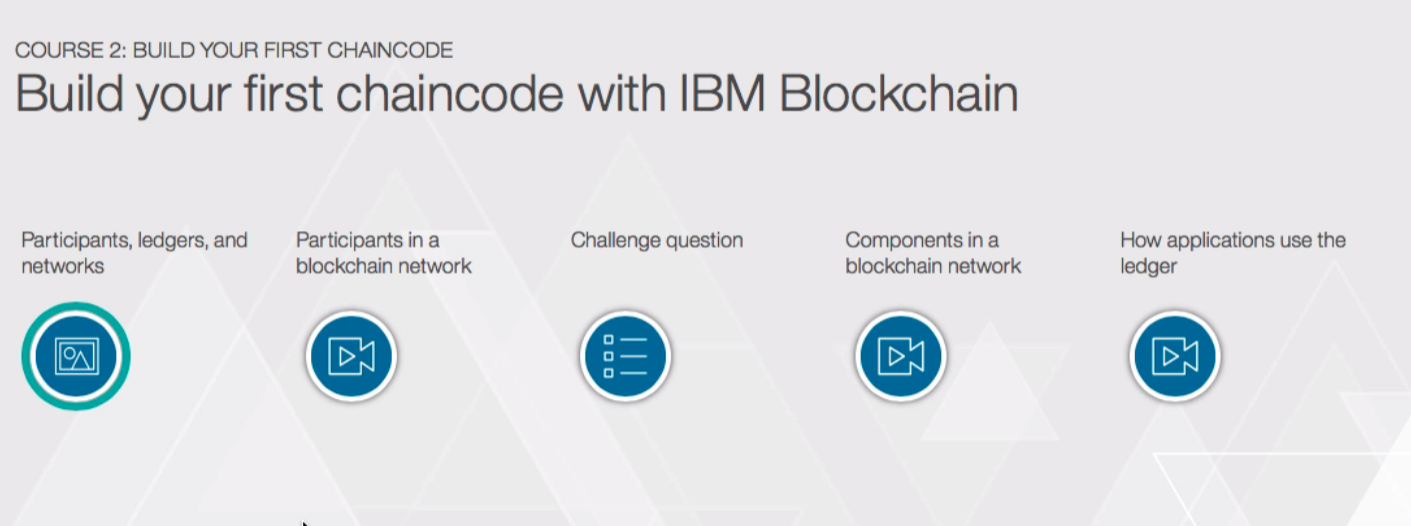 COURSE 2: BUILD YOUR FIRST CHAINCODE
Build your first chaincode with IBM Blockchain
Participants, ledgers, and
networks
Participants in a
blockchain network
Challenge question
Components in a
blockchain network
How applications use the
ledger